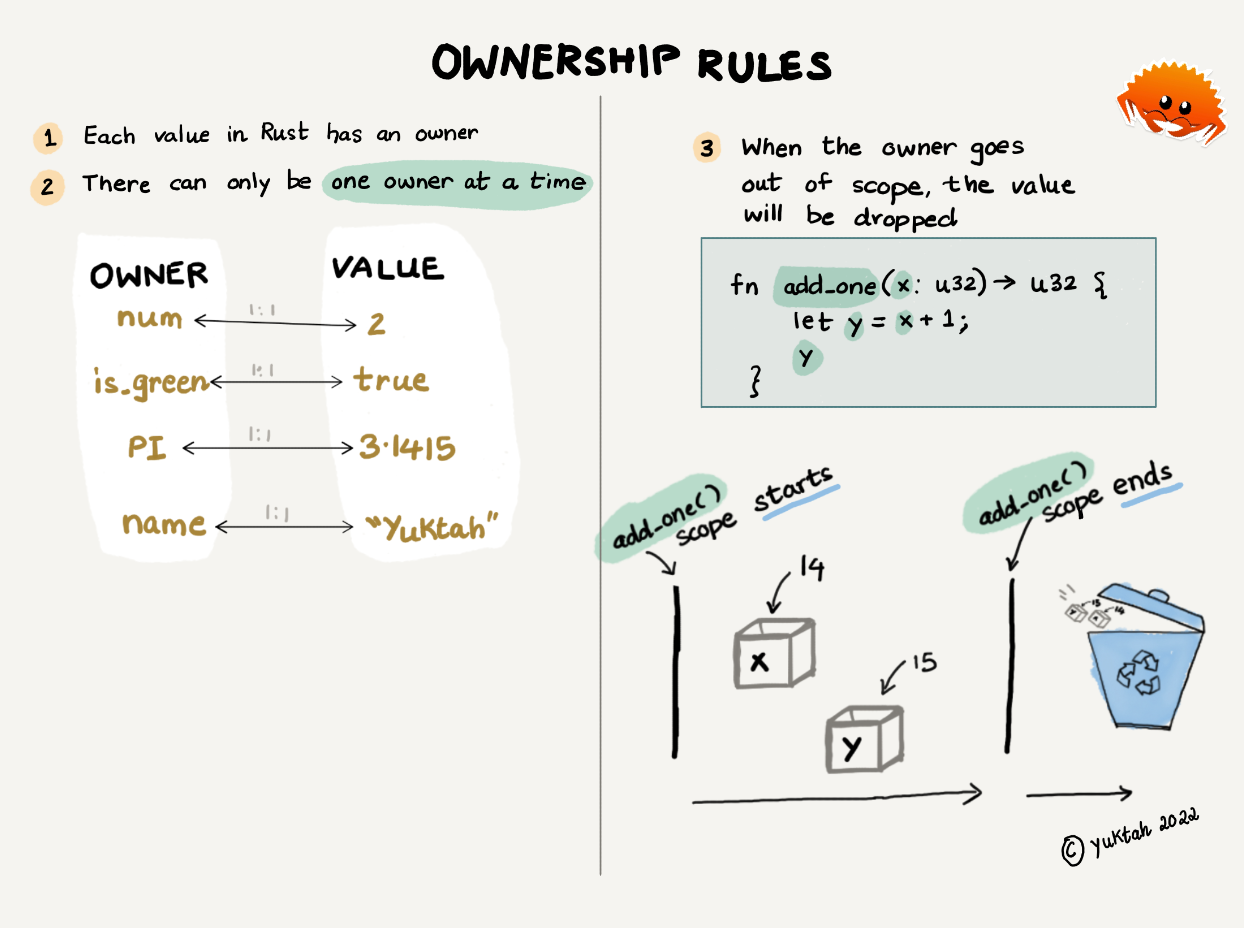 OWNERSHIP RULES
1 Each value in Rust has an owner
2 There can only be one owner at a time
OWNER VALUE
num 1:1 2
is_green 1:1 true
PI 1:1 3.1415
name 1:1 "Yuktah"
3 When the owner goes
out of scope, the value
will be dropped
fn add_one(x: u32) → u32 {
let y = x + 1;
y
}
add_one()
scope starts
14
x
15
y
add_one()
scope ends
y 15 x 14
© Yuktah 2022